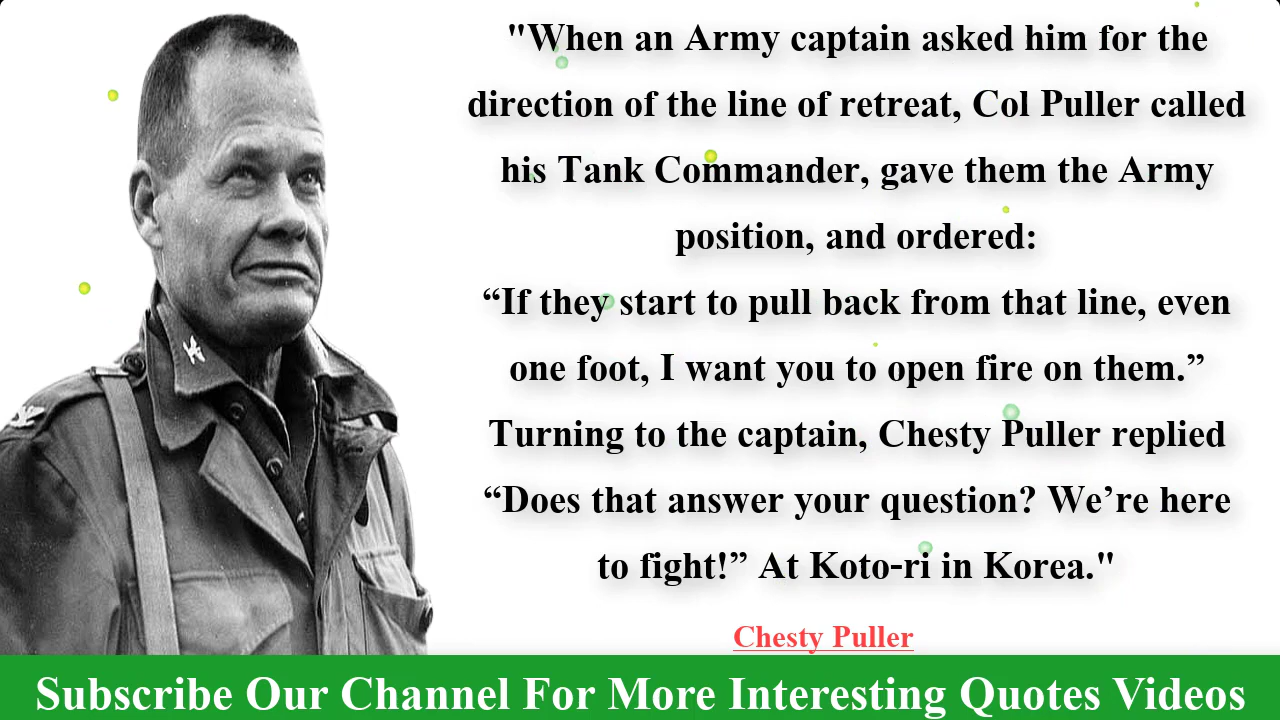 "When an Army captain asked him for the
direction of the line of retreat, Col Puller called
his Tank Commander, gave them the Army
position, and ordered:
“If they start to pull back from that line, even
one foot, I want you to open fire on them.”
Turning to the captain, Chesty Puller replied
“Does that answer your question? We’re here
to fight!” At Koto-ri in Korea."
Chesty Puller
Subscribe Our Channel For More Interesting Quotes Videos